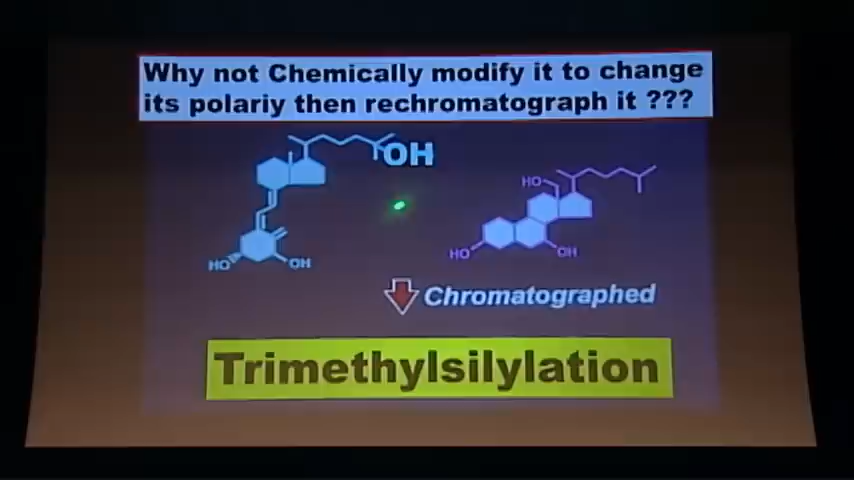 Why not Chemically modify it to change
its polariy then rechromatograph it ???
OH
HO
HO
OH
HO
OH
Chromatographed
Trimethylsilylation